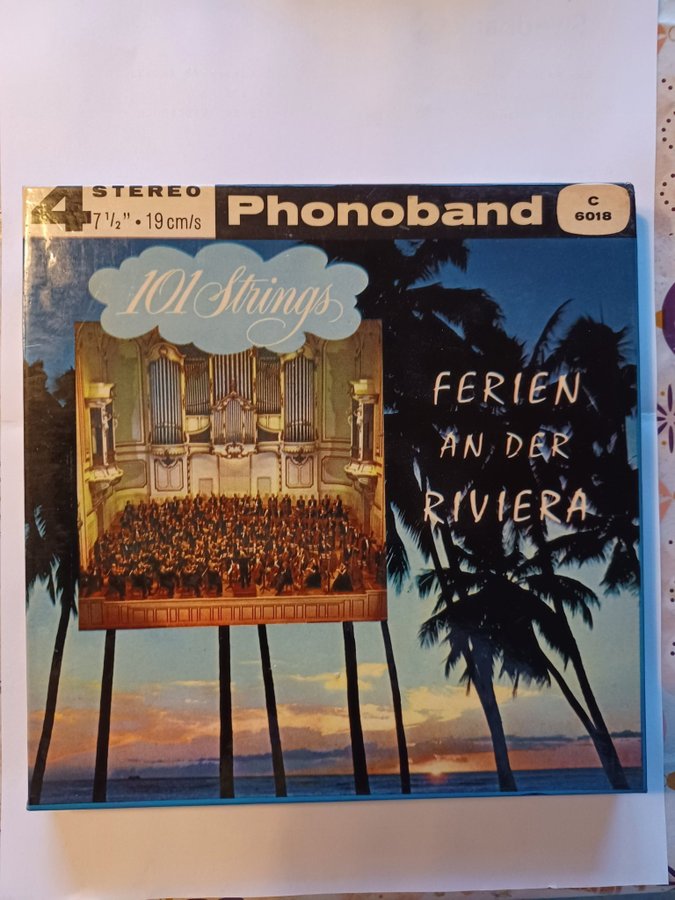 4 STEREO
7 1/2" • 19 cm/s
Phonoband
C
6018
101 Strings
FERIEN
AN DER
RIVIERA